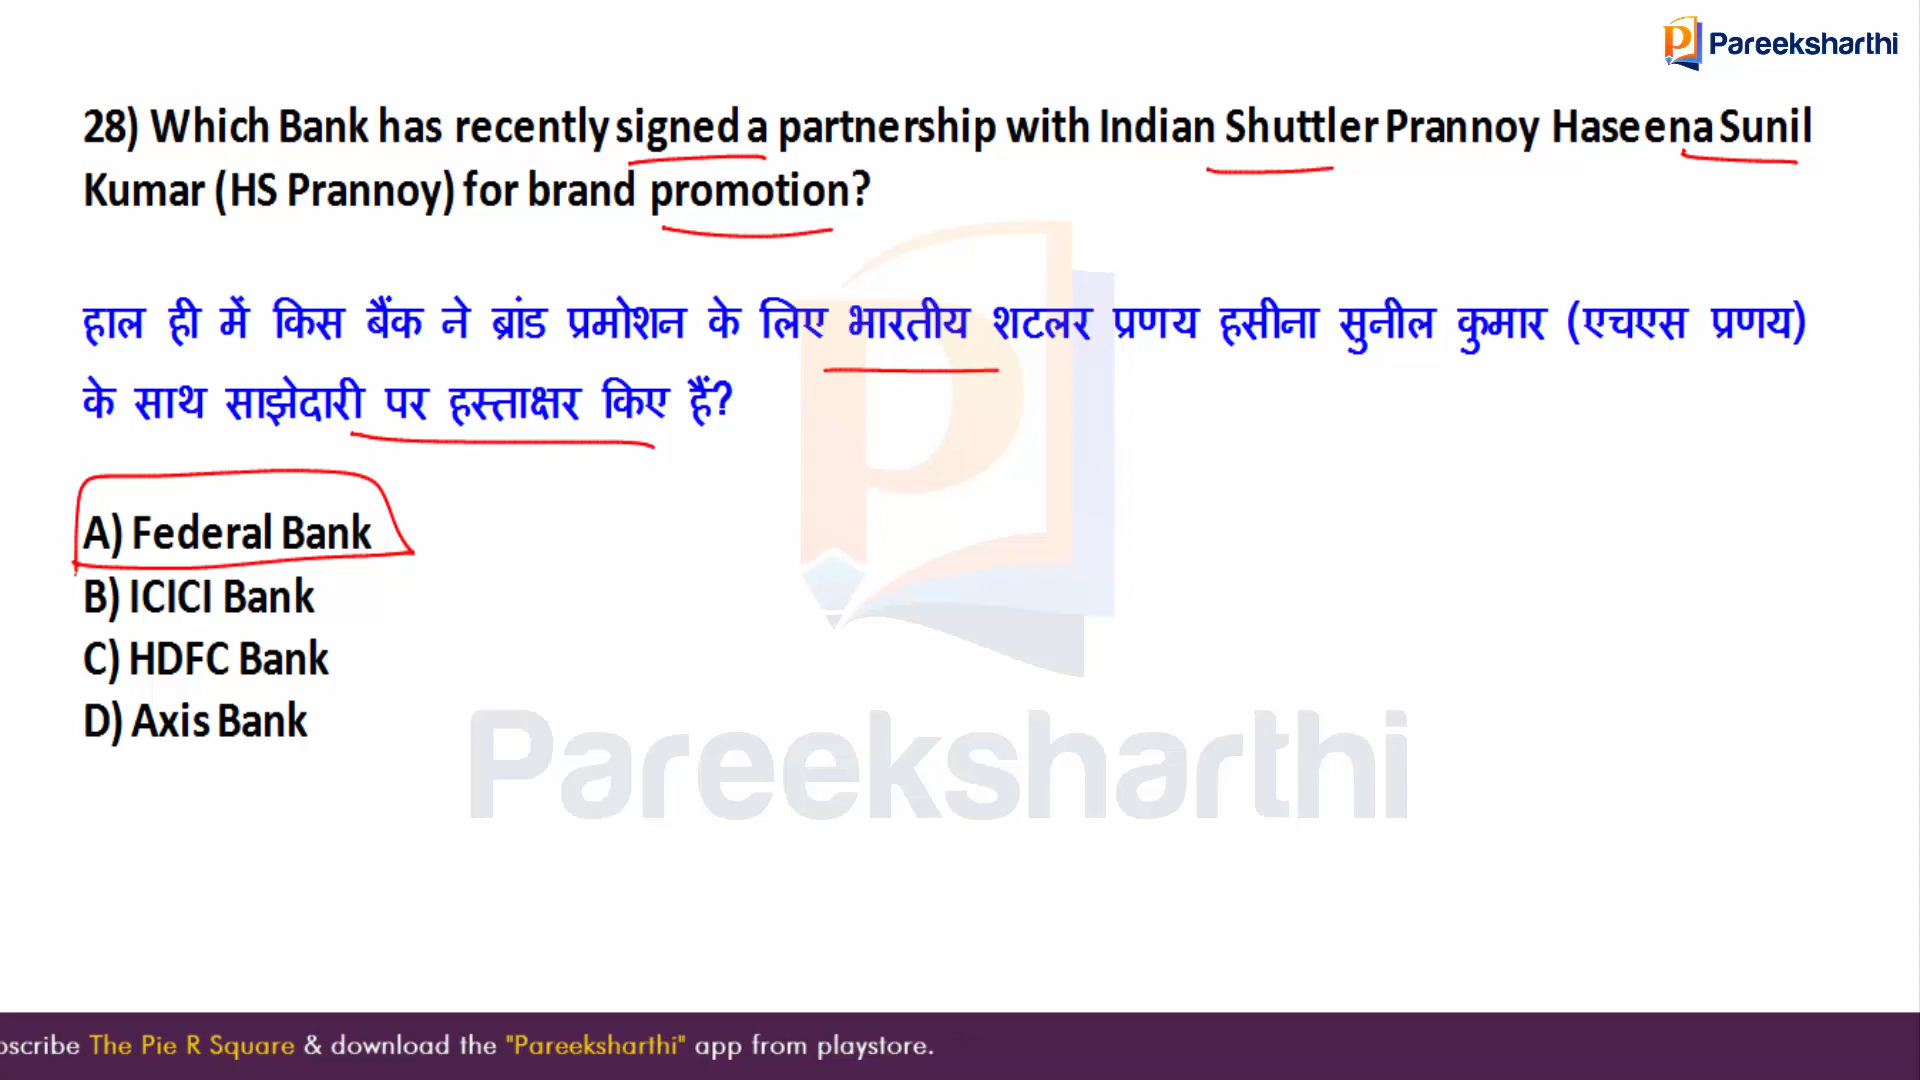 Pareeksharthi
28) Which Bank has recently signed a partnership with Indian Shuttler Prannoy Haseena Sunil
Kumar (HS Prannoy) for brand promotion?
हाल ही में किस बैंक ने ब्रांड प्रमोशन के लिए भारतीय शटलर प्रणय हसीना सुनील कुमार (एचएस प्रणय)
के साथ साझेदारी पर हस्ताक्षर किए हैं?
A) Federal Bank
B) ICICI Bank
C) HDFC Bank
D) Axis Bank
Pareeksharthi
scribe The Pie R Square & download the "Pareeksharthi" app from playstore.